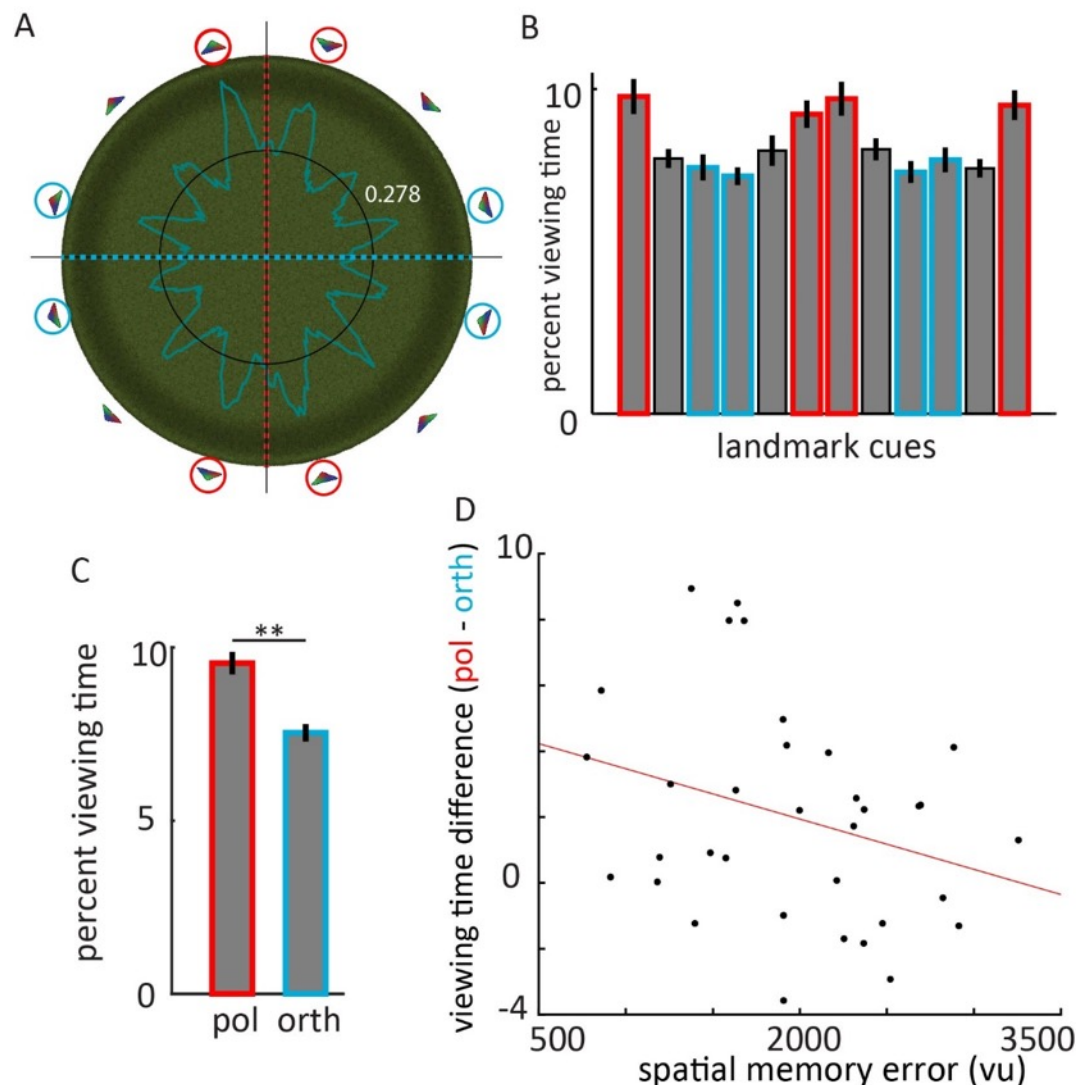 A
0.278
B
percent viewing time
10
0
landmark cues
C
percent viewing time
10
5
0
**
pol orth
D
viewing time difference (pol - orth)
10
0
-4
500 2000 3500
spatial memory error (vu)